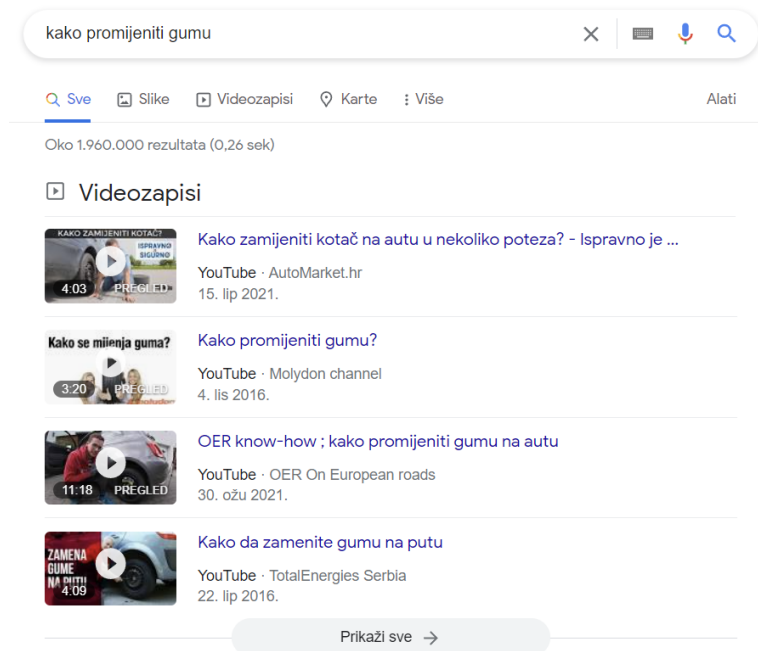 kako promijeniti gumu
Sve Slike Videozapisi Karte Više Alati
Oko 1.960.000 rezultata (0,26 sek)
Videozapisi
KAKO ZAMIJENITI KOTAČ?
ISPRAVNO
SIGURNO
4:03 PREGLED
Kako zamijeniti kotač na autu u nekoliko poteza? - Ispravno je ...
YouTube · AutoMarket.hr
15. lip 2021.
Kako se mijenja guma?
3:20 PREGLED
Kako promijeniti gumu?
YouTube · Molydon channel
4. lis 2016.
11:18 PREGLED
OER know-how ; kako promijeniti gumu na autu
YouTube · OER On European roads
30. ožu 2021.
ZAMENA
GUME
NA PUTU
4:09
Kako da zamenite gumu na putu
YouTube · TotalEnergies Serbia
22. lip 2016.
Prikaži sve